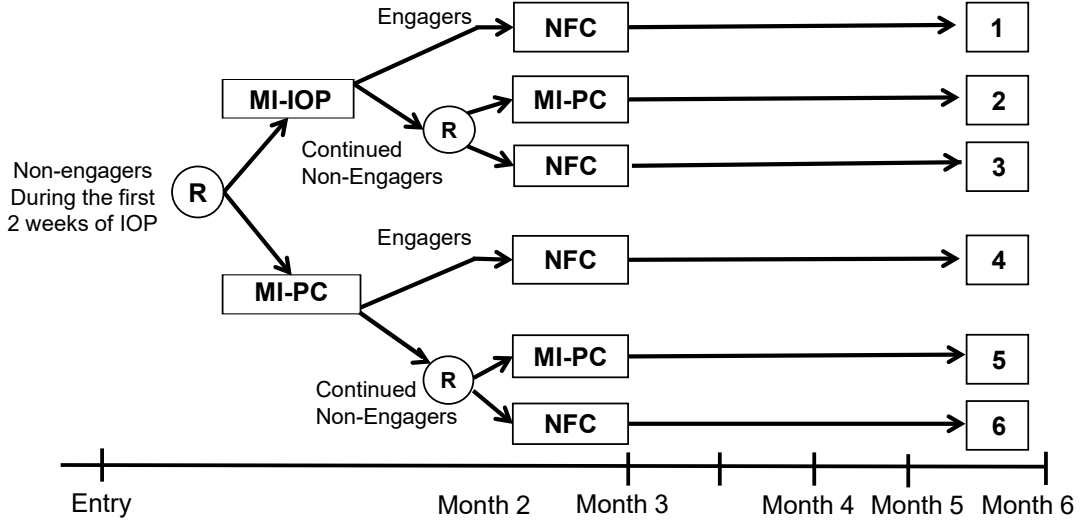 Engagers
NFC
1
MI-IOP
MI-PC
2
R
Continued
Non-Engagers
NFC
3
Non-engagers
During the first
2 weeks of IOP
R
Engagers
NFC
4
MI-PC
MI-PC
5
R
Continued
Non-Engagers
NFC
6
Entry
Month 2
Month 3
Month 4
Month 5
Month 6